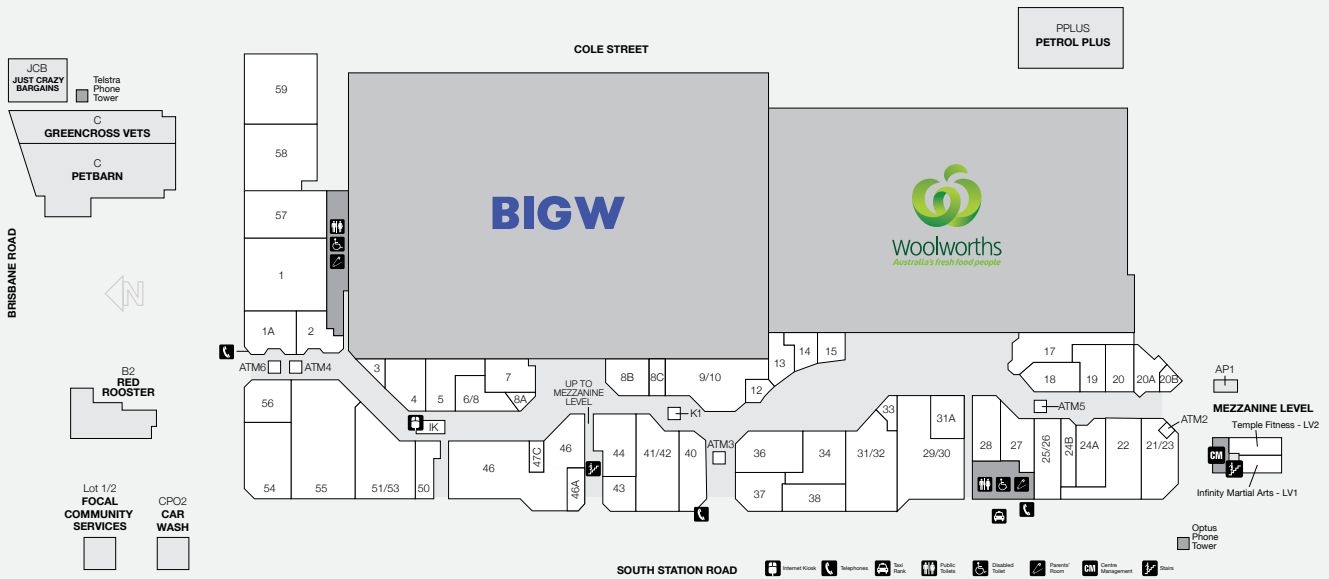 COLE STREET
PPLUS
PETROL PLUS
JCB
JUST CRAZY
BARGAINS
Telstra
Phone
Tower
C
GREENCROSS VETS
C
PETBARN
BRISBANE ROAD
N
59
58
57
1
1A
2
BIGW
Woolworths
Australia's fresh food people
ATM6
ATM4
B2
RED
ROOSTER
3
4
5
6/8
7
8A
UP TO
MEZZANINE
LEVEL
8B
8C
9/10
12
13
14
15
17
18
19
20
20A
20B
AP1
IK
K1
ATM3
ATM5
ATM2
MEZZANINE LEVEL
Temple Fitness - LV2
CM
Infinity Martial Arts - LV1
56
54
55
51/53
50
46
47C
46
46A
44
43
41/42
40
36
37
34
38
31/32
33
31A
29/30
28
27
25/26
24B
24A
22
21/23
Lot 1/2
FOCAL
COMMUNITY
SERVICES
CPO2
CAR
WASH
Optus
Phone
Tower
SOUTH STATION ROAD
Internet Kiosk
Telephones
Taxi
Rank
Public
Toilets
Disabled
Toilet
Parents'
Room
CM
Centre
Management
Stairs